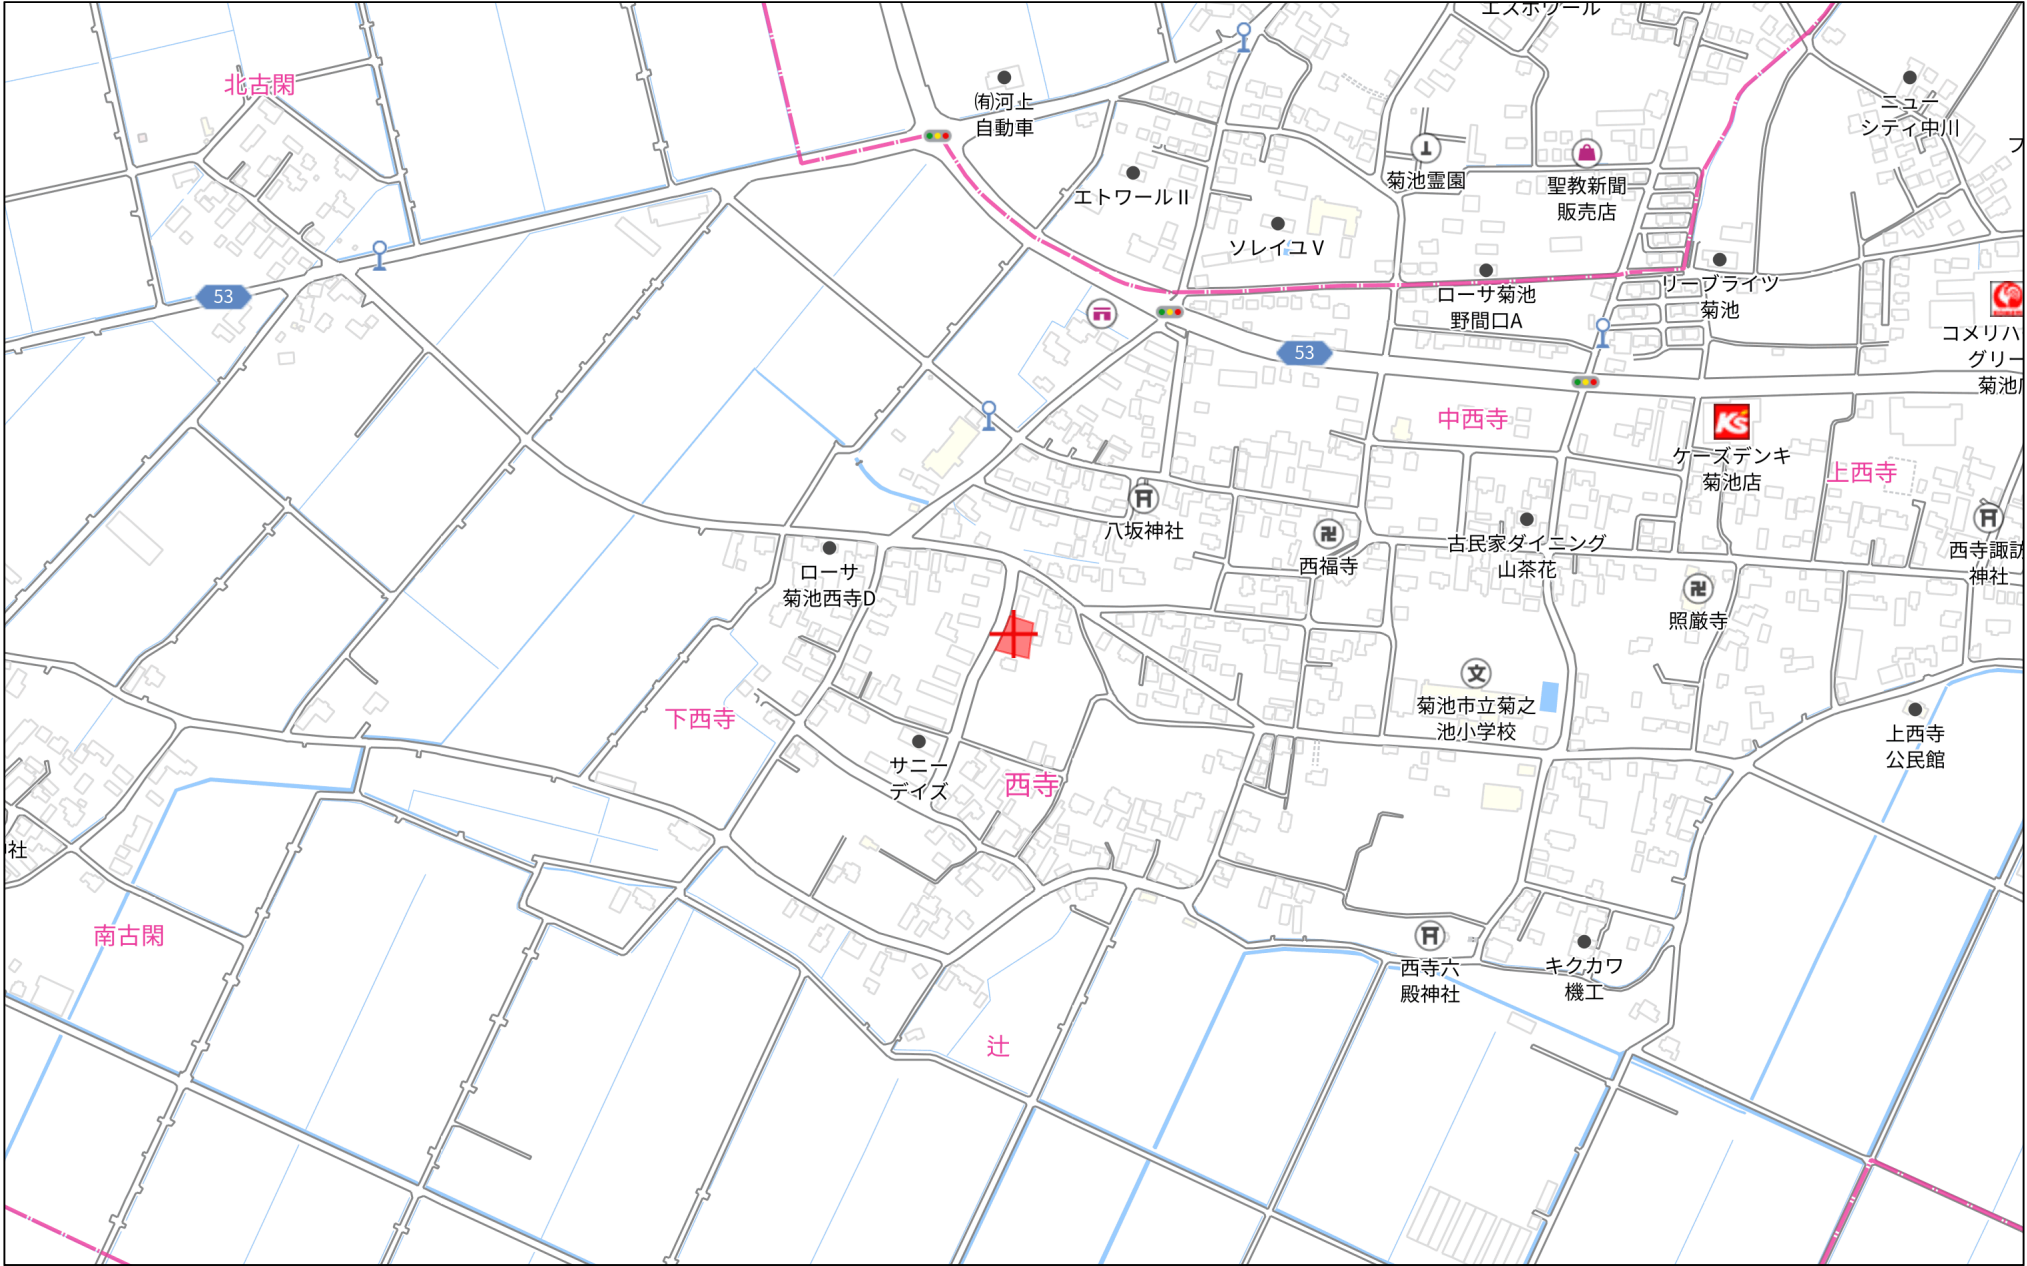 エスポワール
北古閑
㈲河上
自動車
ニュー
シティ中川
エトワールⅡ
菊池霊園
聖教新聞
販売店
ソレイユⅤ
53
ローサ菊池
野間口A
リーブライツ
菊池
コメリハ
グリー
菊池
53
中西寺
K's
ケーズデンキ
菊池店
上西寺
八坂神社
西福寺
古民家ダイニング
山茶花
西寺諏訪
神社
ローサ
菊池西寺D
照厳寺
文
菊池市立菊之
池小学校
下西寺
上西寺
公民館
サニー
デイズ
西寺
社
南古閑
西寺六
殿神社
キクカワ
機工
辻